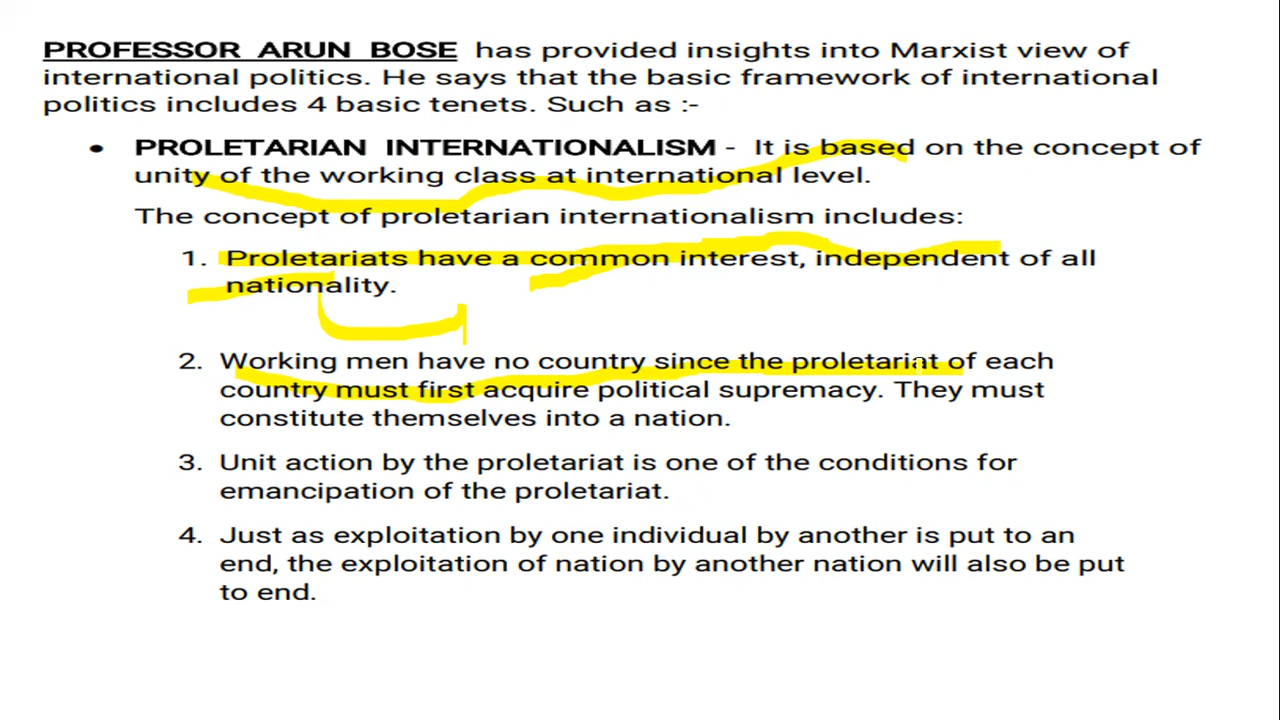 PROFESSOR ARUN BOSE has provided insights into Marxist view of
international politics. He says that the basic framework of international
politics includes 4 basic tenets. Such as :-
• PROLETARIAN INTERNATIONALISM - It is based on the concept of
unity of the working class at international level.
The concept of proletarian internationalism includes:
1. Proletariats have a common interest, independent of all
nationality.
2. Working men have no country since the proletariat of each
country must first acquire political supremacy. They must
constitute themselves into a nation.
3. Unit action by the proletariat is one of the conditions for
emancipation of the proletariat.
4. Just as exploitation by one individual by another is put to an
end, the exploitation of nation by another nation will also be put
to end.